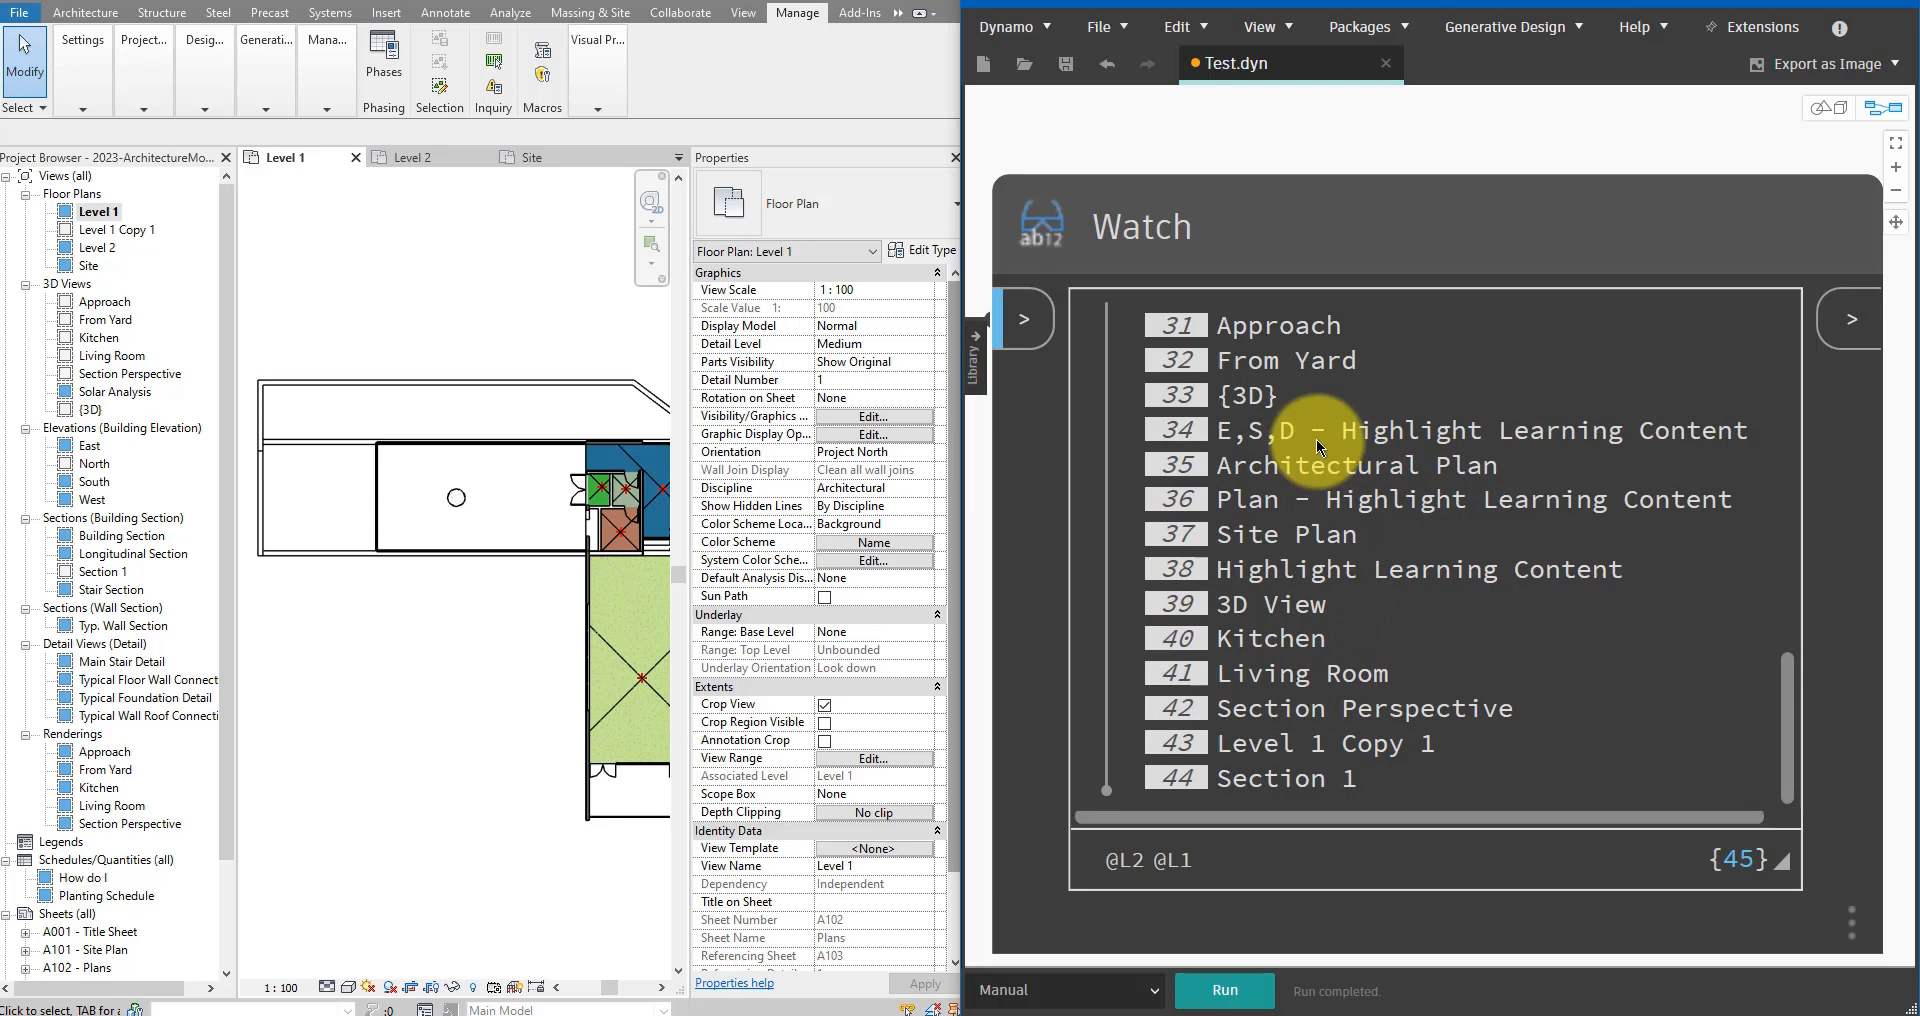 File
Architecture
Structure
Steel
Precast
Systems
Insert
Annotate
Analyze
Massing & Site
Collaborate
View
Manage
Add-Ins
Modify
Select
Settings
Project...
Desig...
Generati...
Mana...
Phases
Phasing
Selection
Inquiry
Macros
Visual Pr...
Project Browser - 2023-ArchitectureMo...
Views (all)
Floor Plans
Level 1
Level 1 Copy 1
Level 2
Site
3D Views
Approach
From Yard
Kitchen
Living Room
Section Perspective
Solar Analysis
{3D}
Elevations (Building Elevation)
East
North
South
West
Sections (Building Section)
Building Section
Longitudinal Section
Section 1
Stair Section
Sections (Wall Section)
Typ. Wall Section
Detail Views (Detail)
Main Stair Detail
Typical Floor Wall Connect
Typical Foundation Detail
Typical Wall Roof Connecti
Renderings
Approach
From Yard
Kitchen
Living Room
Section Perspective
Legends
Schedules/Quantities (all)
How do I
Planting Schedule
Sheets (all)
A001 - Title Sheet
A101 - Site Plan
A102 - Plans
Level 1
Level 2
Site
2D
1 : 100
Properties
Floor Plan
Floor Plan: Level 1
Edit Type
Graphics
View Scale 1 : 100
Scale Value 1: 100
Display Model Normal
Detail Level Medium
Parts Visibility Show Original
Detail Number 1
Rotation on Sheet None
Visibility/Graphics ... Edit...
Graphic Display Op... Edit...
Orientation Project North
Wall Join Display Clean all wall joins
Discipline Architectural
Show Hidden Lines By Discipline
Color Scheme Loca... Background
Color Scheme Name
System Color Sche... Edit...
Default Analysis Dis... None
Sun Path
Underlay
Range: Base Level None
Range: Top Level Unbounded
Underlay Orientation Look down
Extents
Crop View
Crop Region Visible
Annotation Crop
View Range Edit...
Associated Level Level 1
Scope Box None
Depth Clipping No clip
Identity Data
View Template <None>
View Name Level 1
Dependency Independent
Title on Sheet
Sheet Number A102
Sheet Name Plans
Referencing Sheet A103
Properties help
Apply
Click to select, TAB for a
:0
Main Model
Dynamo
File
Edit
View
Packages
Generative Design
Help
Extensions
Test.dyn
Export as Image
Library
ab12
Watch
>
>
31 Approach
32 From Yard
33 {3D}
34 E,S,D - Highlight Learning Content
35 Architectural Plan
36 Plan - Highlight Learning Content
37 Site Plan
38 Highlight Learning Content
39 3D View
40 Kitchen
41 Living Room
42 Section Perspective
43 Level 1 Copy 1
44 Section 1
@L2 @L1
{45}
Manual
Run
Run completed.